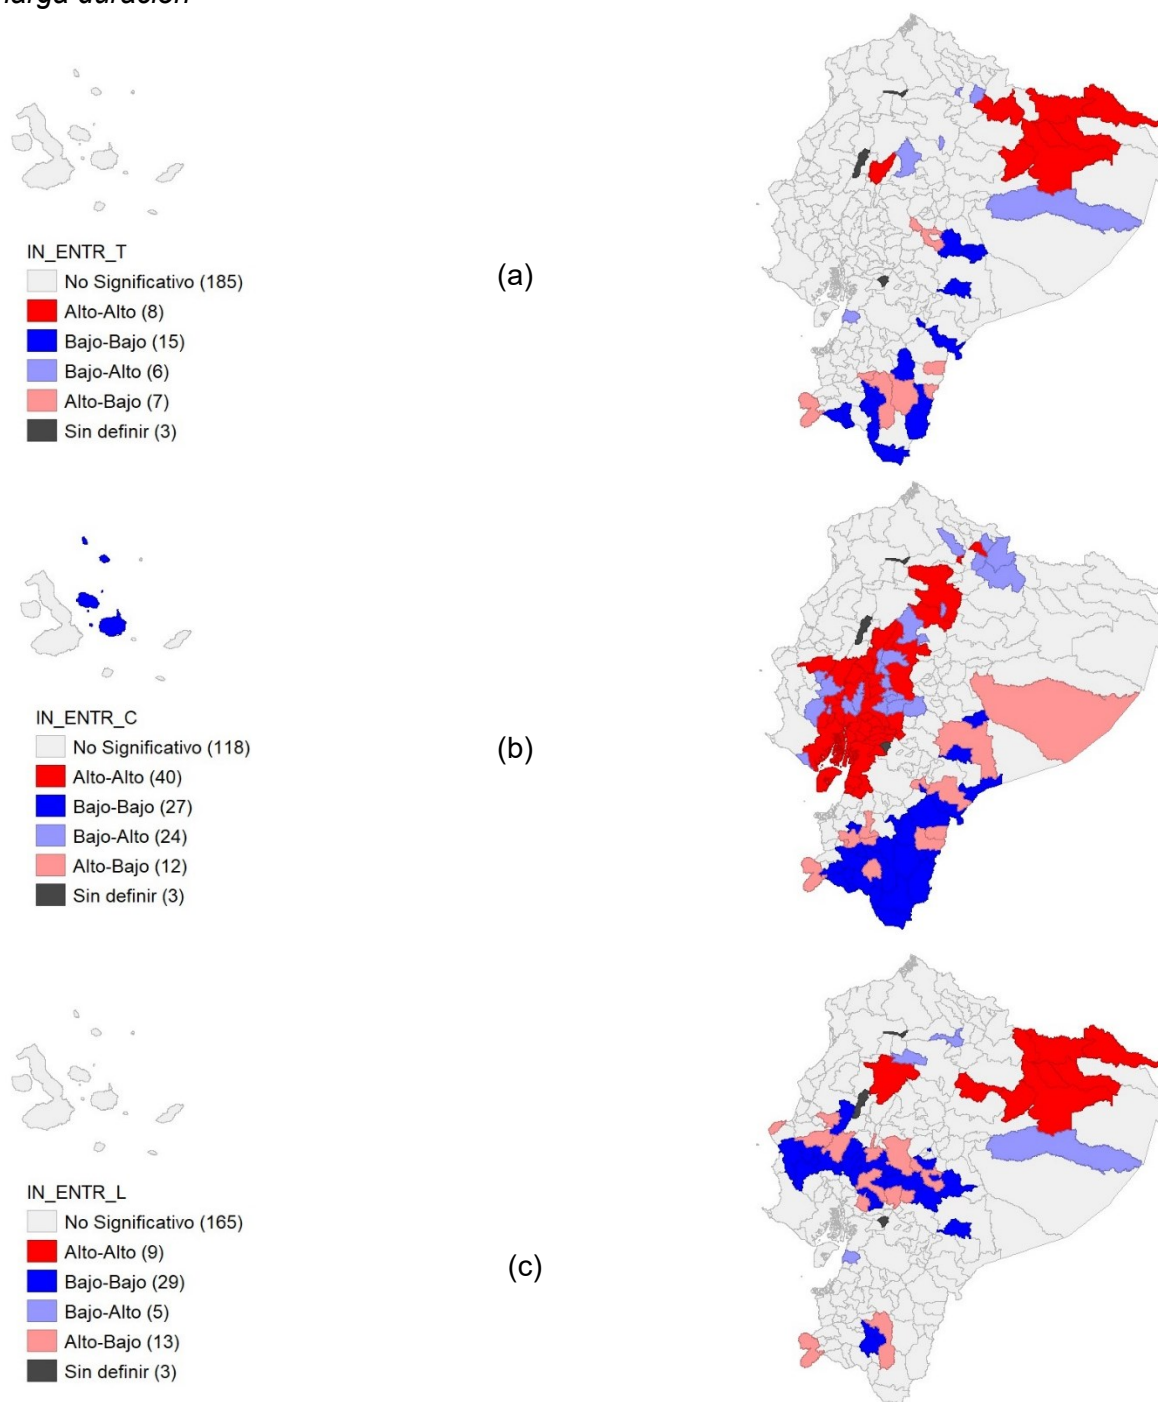 larga duración
IN_ENTR_T
No Significativo (185)
Alto-Alto (8)
Bajo-Bajo (15)
Bajo-Alto (6)
Alto-Bajo (7)
Sin definir (3)
(a)
IN_ENTR_C
No Significativo (118)
Alto-Alto (40)
Bajo-Bajo (27)
Bajo-Alto (24)
Alto-Bajo (12)
Sin definir (3)
(b)
IN_ENTR_L
No Significativo (165)
Alto-Alto (9)
Bajo-Bajo (29)
Bajo-Alto (5)
Alto-Bajo (13)
Sin definir (3)
(c)